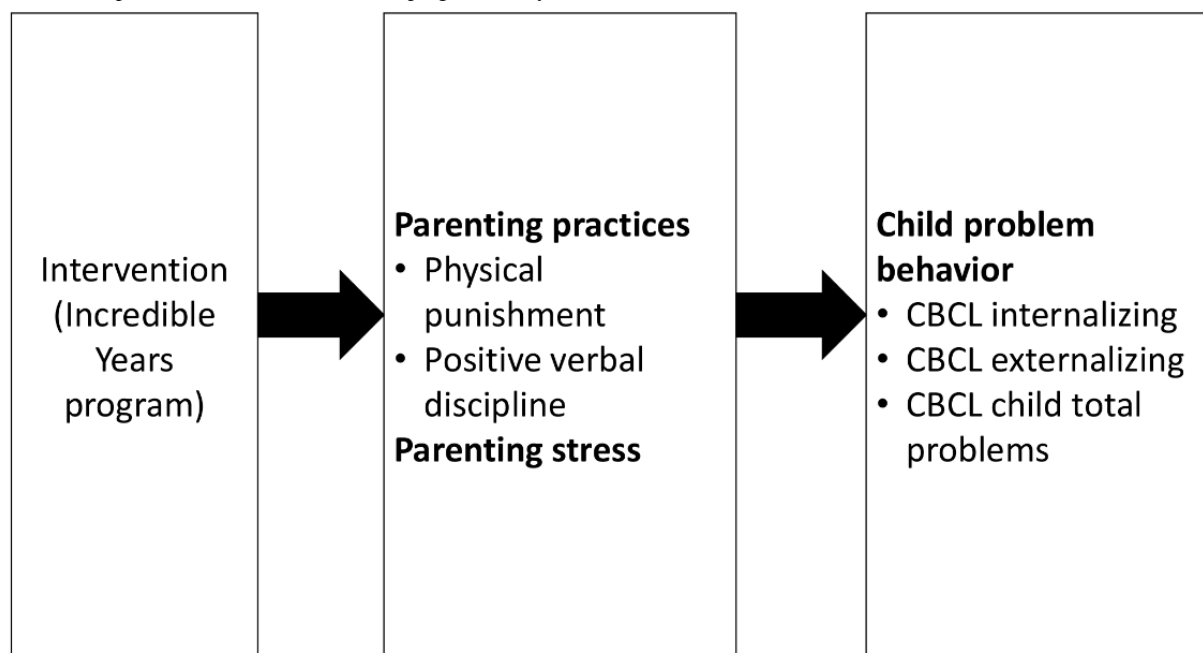 Intervention
(Incredible
Years
program)
Parenting practices
• Physical
punishment
• Positive verbal
discipline
Parenting stress
Child problem
behavior
• CBCL internalizing
• CBCL externalizing
• CBCL child total
problems